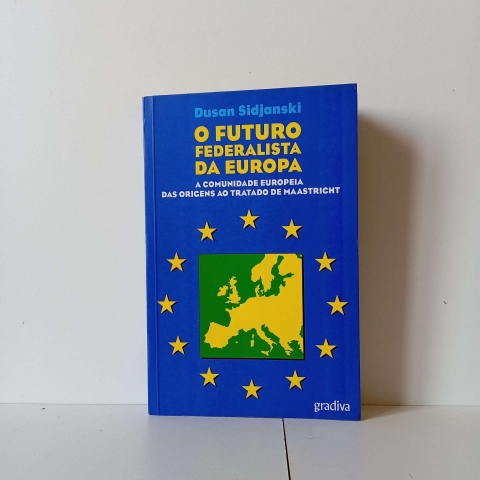 Dusan Sidjanski
O FUTURO
FEDERALISTA
DA EUROPA
A COMUNIDADE EUROPEIA
DAS ORIGENS AO TRATADO DE MAASTRICHT
gradiva